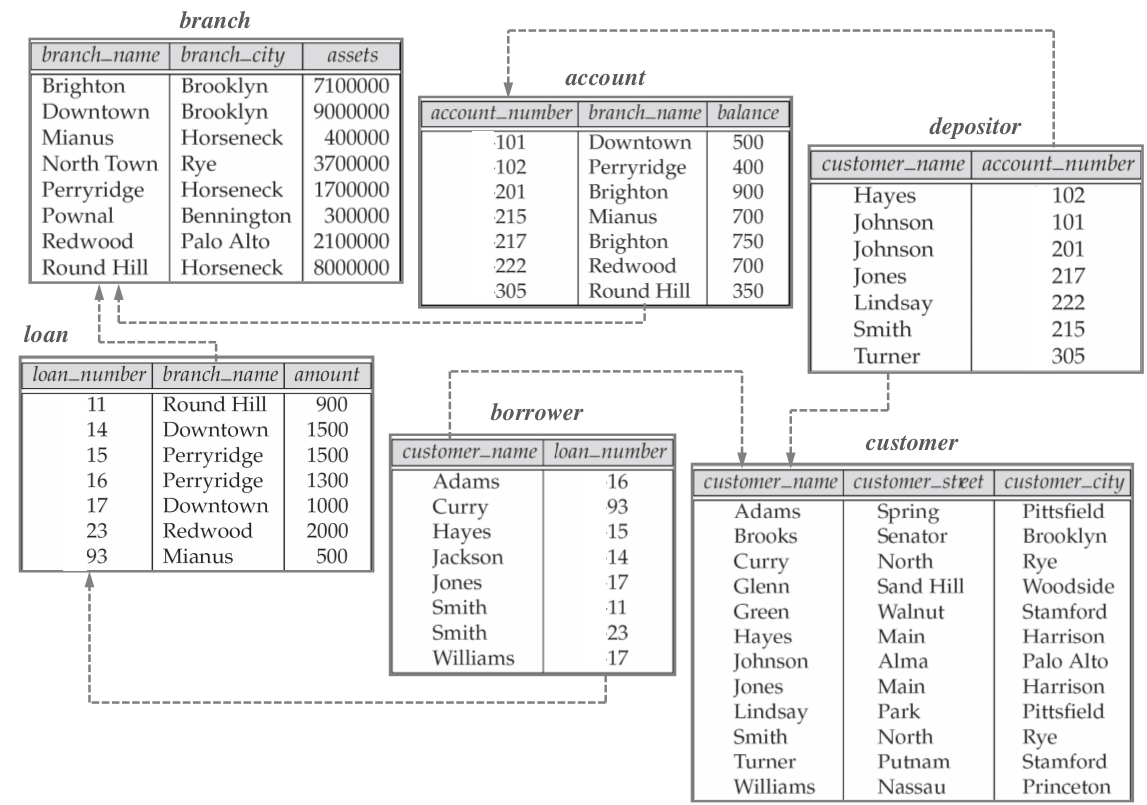 branch
branch_name branch_city assets
Brighton Brooklyn 7100000
Downtown Brooklyn 9000000
Mianus Horseneck 400000
North Town Rye 3700000
Perryridge Horseneck 1700000
Pownal Bennington 300000
Redwood Palo Alto 2100000
Round Hill Horseneck 8000000
account
account_number branch_name balance
101 Downtown 500
102 Perryridge 400
201 Brighton 900
215 Mianus 700
217 Brighton 750
222 Redwood 700
305 Round Hill 350
depositor
customer_name account_number
Hayes 102
Johnson 101
Johnson 201
Jones 217
Lindsay 222
Smith 215
Turner 305
loan
loan_number branch_name amount
11 Round Hill 900
14 Downtown 1500
15 Perryridge 1500
16 Perryridge 1300
17 Downtown 1000
23 Redwood 2000
93 Mianus 500
borrower
customer_name loan_number
Adams 16
Curry 93
Hayes 15
Jackson 14
Jones 17
Smith 11
Smith 23
Williams 17
customer
customer_name customer_street customer_city
Adams Spring Pittsfield
Brooks Senator Brooklyn
Curry North Rye
Glenn Sand Hill Woodside
Green Walnut Stamford
Hayes Main Harrison
Johnson Alma Palo Alto
Jones Main Harrison
Lindsay Park Pittsfield
Smith North Rye
Turner Putnam Stamford
Williams Nassau Princeton